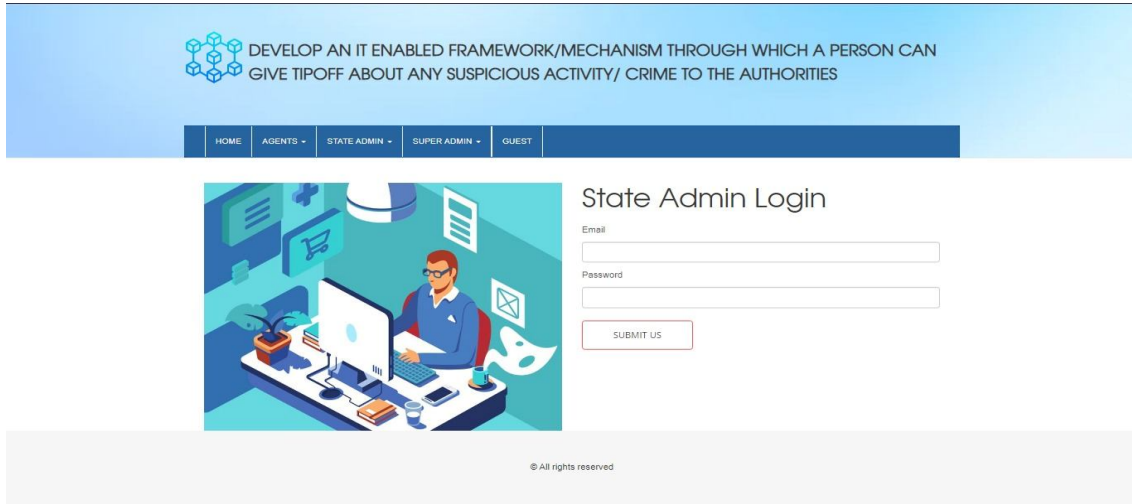 DEVELOP AN IT ENABLED FRAMEWORK/MECHANISM THROUGH WHICH A PERSON CAN
GIVE TIPOFF ABOUT ANY SUSPICIOUS ACTIVITY/ CRIME TO THE AUTHORITIES
HOME AGENTS STATE ADMIN SUPER ADMIN GUEST
State Admin Login
Email
Password
SUBMIT US
© All rights reserved